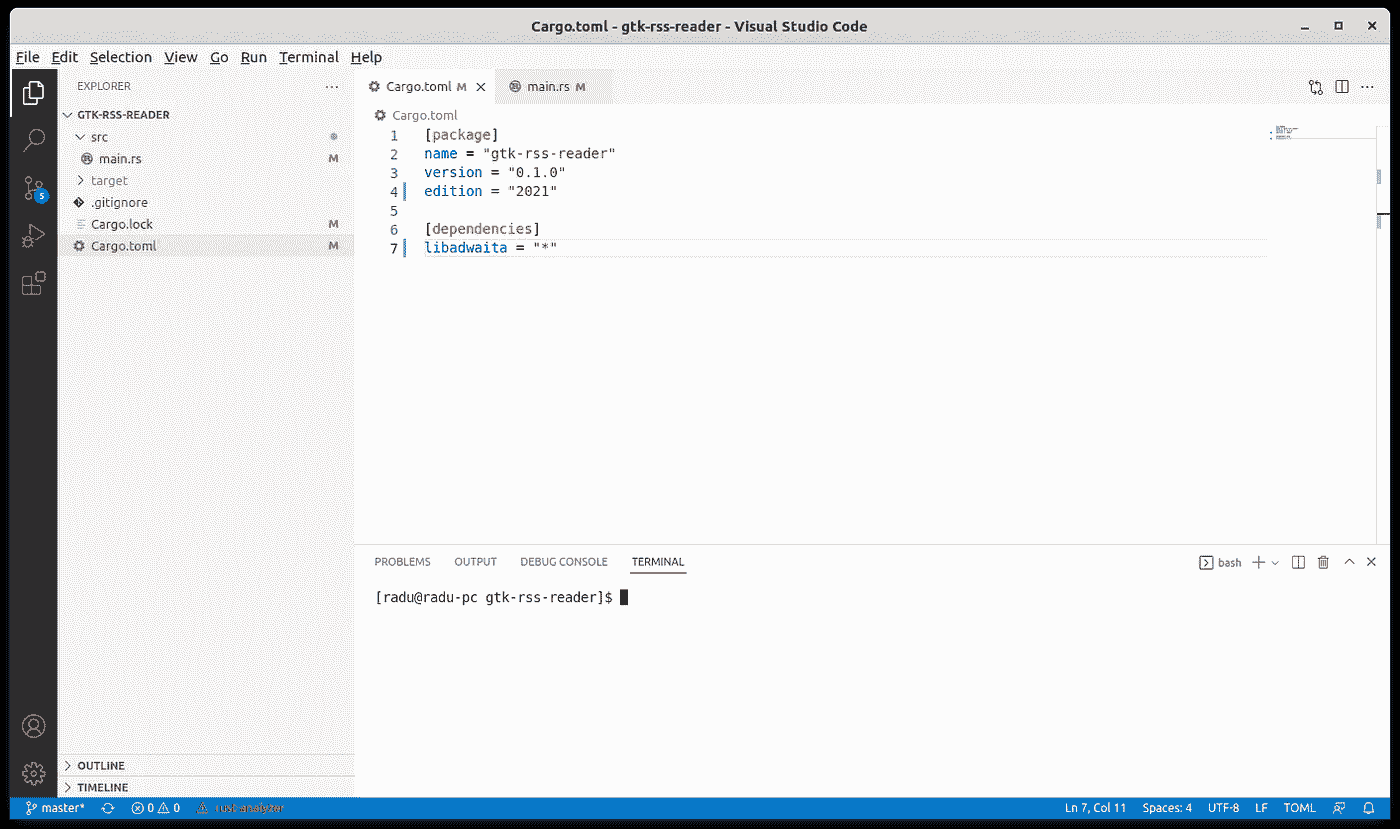 Cargo.toml - gtk-rss-reader - Visual Studio Code
File Edit Selection View Go Run Terminal Help
EXPLORER
GTK-RSS-READER
src
main.rs M
target
.gitignore
Cargo.lock M
Cargo.toml M
5
Cargo.toml M
main.rs M
Cargo.toml
1 [package]
2 name = "gtk-rss-reader"
3 version = "0.1.0"
4 edition = "2021"
5
6 [dependencies]
7 libadwaita = "*"
PROBLEMS OUTPUT DEBUG CONSOLE TERMINAL
bash
[radu@radu-pc gtk-rss-reader]$
OUTLINE
TIMELINE
master* 0 0 rust-analyzer
Ln 7, Col 11 Spaces: 4 UTF-8 LF TOML